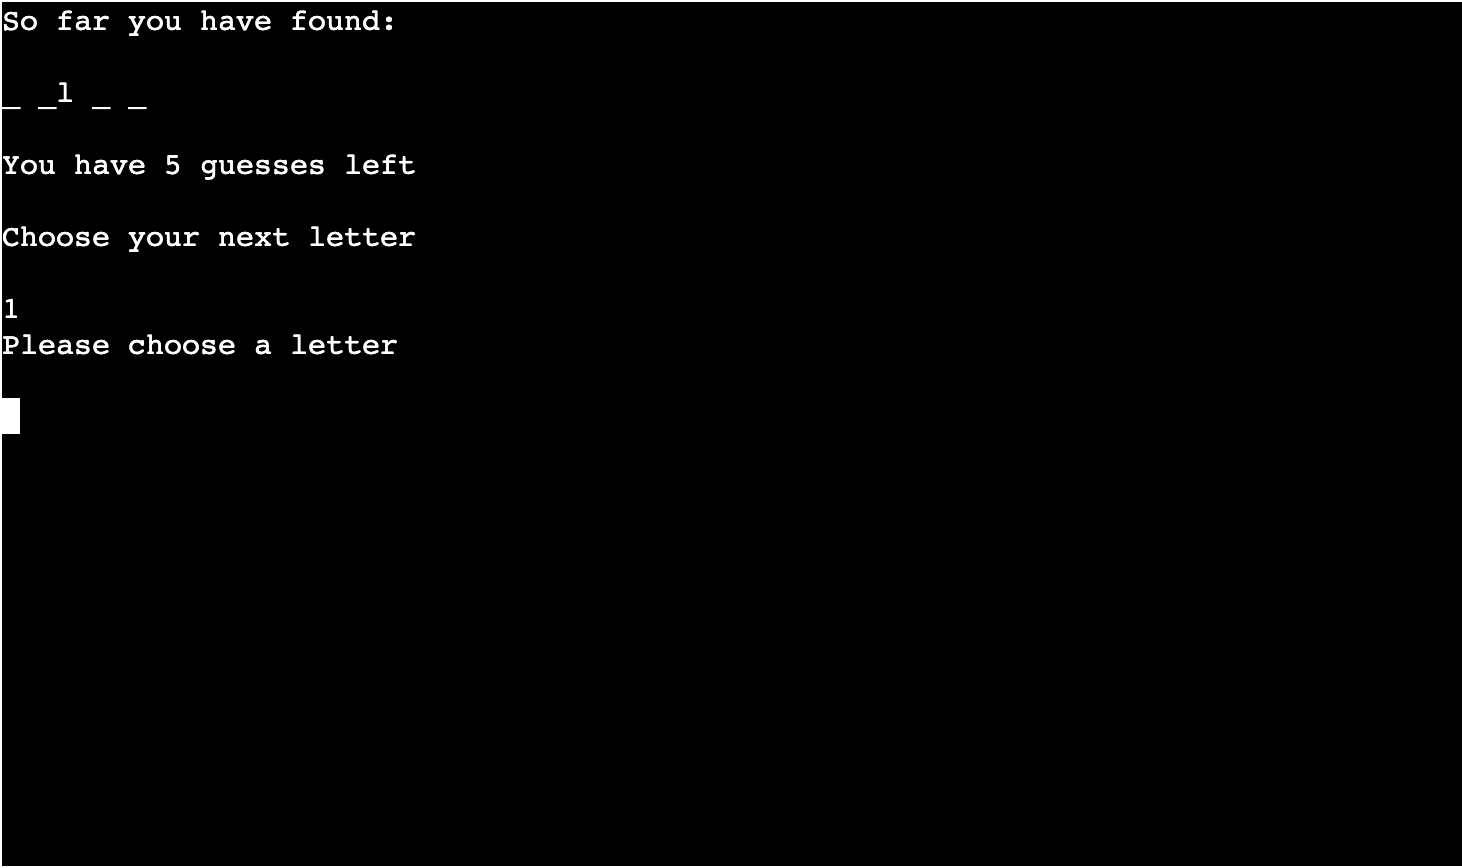 So far you have found:
_ _l _ _
You have 5 guesses left
Choose your next letter
1
Please choose a letter